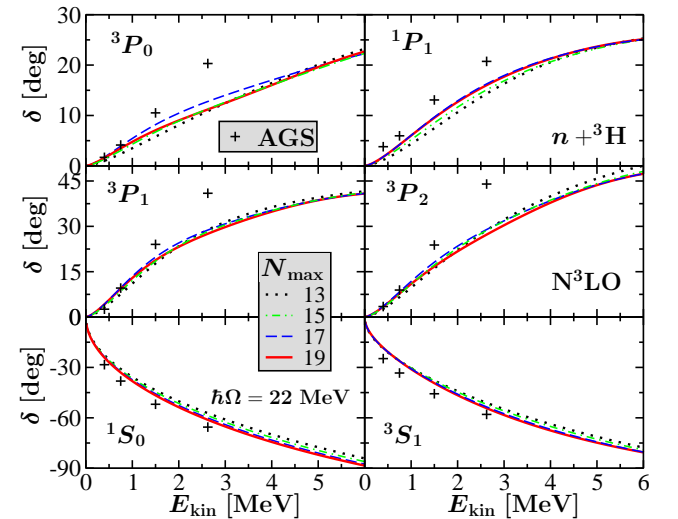 30
20
10
0
δ [deg]
³P₀
+ AGS
¹P₁
n + ³H
45
30
15
0
δ [deg]
³P₁
³P₂
N³LO
N_max
13
15
17
19
-30
-60
-90
δ [deg]
¹S₀
ħΩ = 22 MeV
³S₁
0 1 2 3 4 5 6
0 1 2 3 4 5 6
E_kin [MeV]
E_kin [MeV]